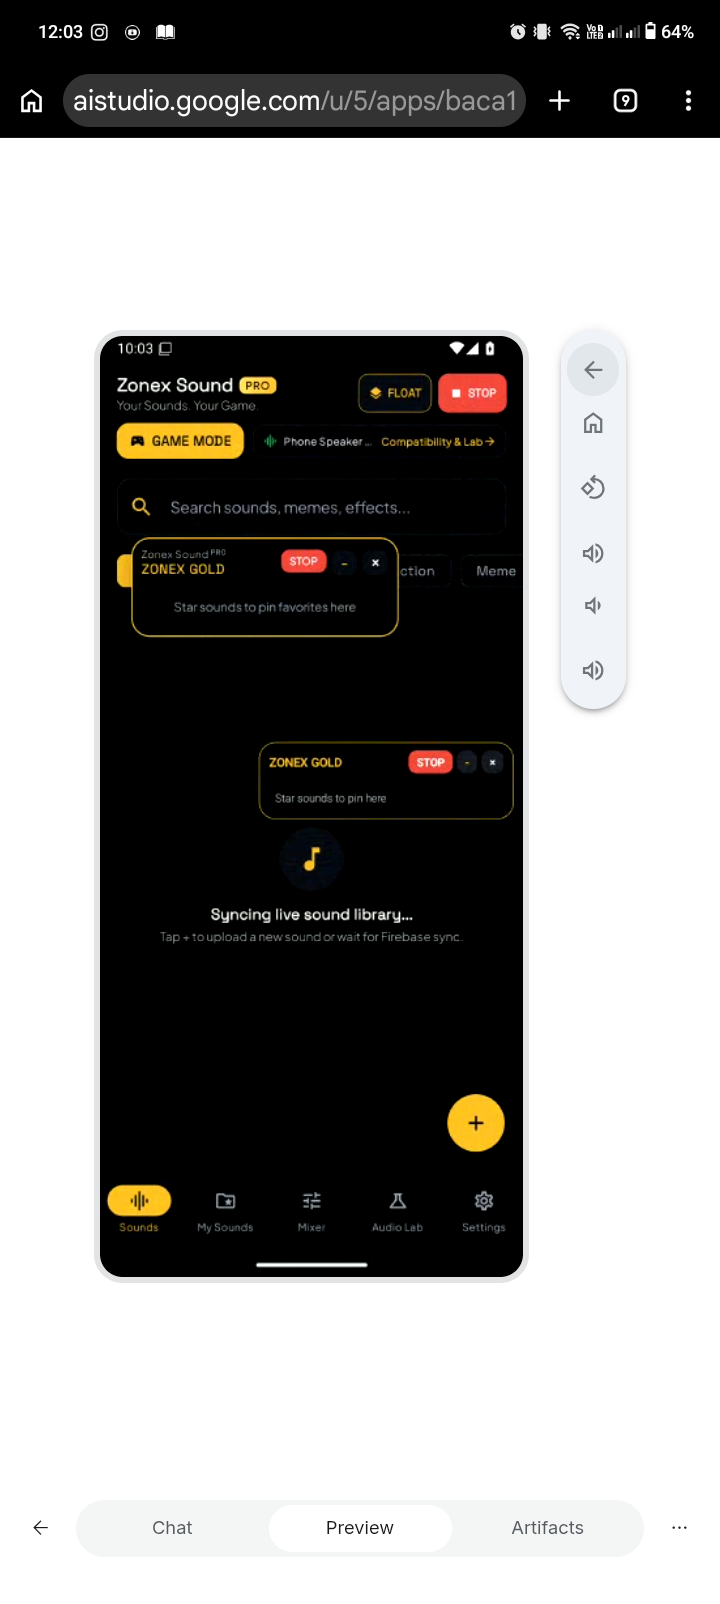 12:03
VoD LTED
64%
aistudio.google.com/u/5/apps/baca1
9
10:03
Zonex Sound PRO
Your Sounds. Your Game.
FLOAT
STOP
GAME MODE
Phone Speaker ...
Compatibility & Lab →
Search sounds, memes, effects...
Zonex Sound PRO
ZONEX GOLD
STOP
-
×
Star sounds to pin favorites here
ction
Meme
ZONEX GOLD
STOP
-
×
Star sounds to pin here
Syncing live sound library...
Tap + to upload a new sound or wait for Firebase sync.
+
Sounds
My Sounds
Mixer
Audio Lab
Settings
Chat
Preview
Artifacts